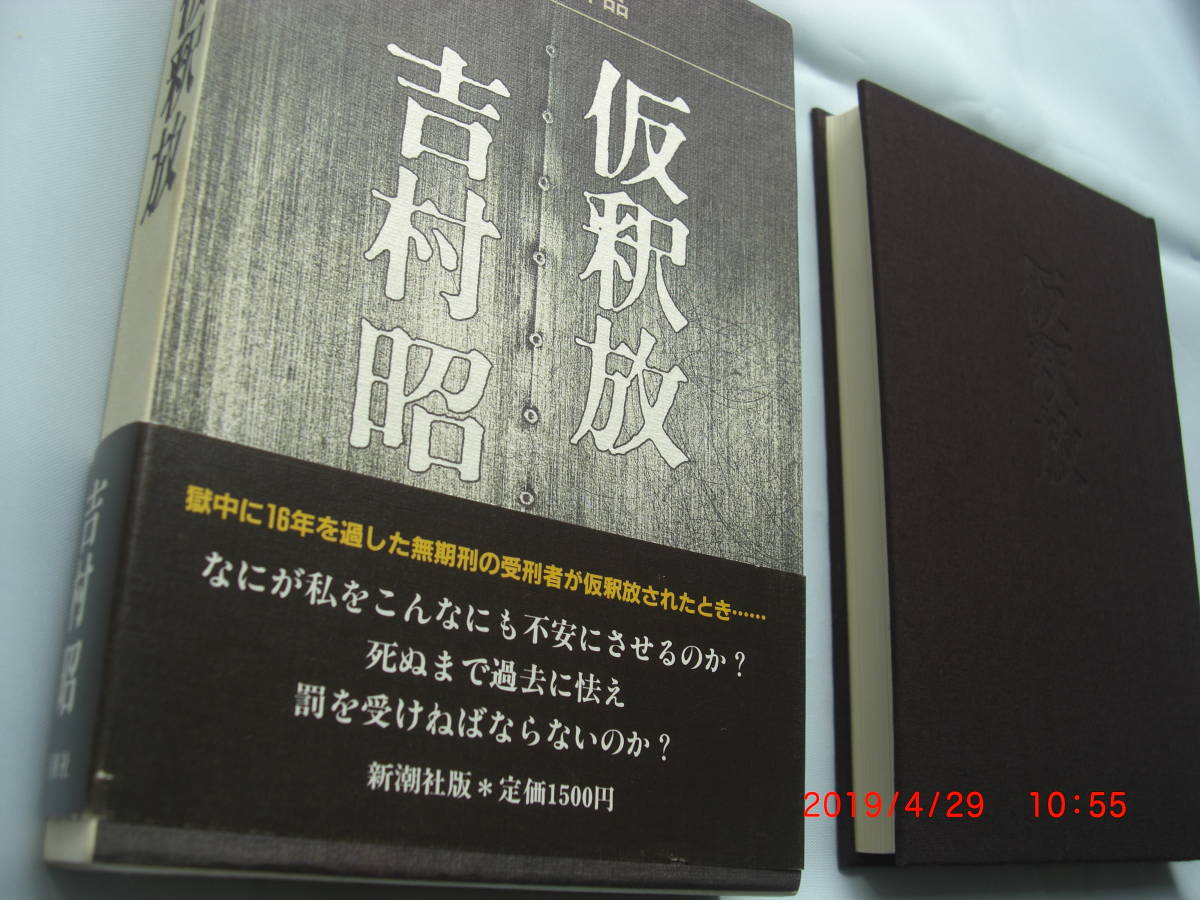 作品
仮釈放
吉村昭
仮釈放
獄中に16年を過した無期刑の受刑者が仮釈放されたとき……
なにが私をこんなにも不安にさせるのか?
死ぬまで過去に怯え
罰を受けねばならないのか?
新潮社版*定価1500円
吉村昭
仮釈放
2019/4/29 10:55